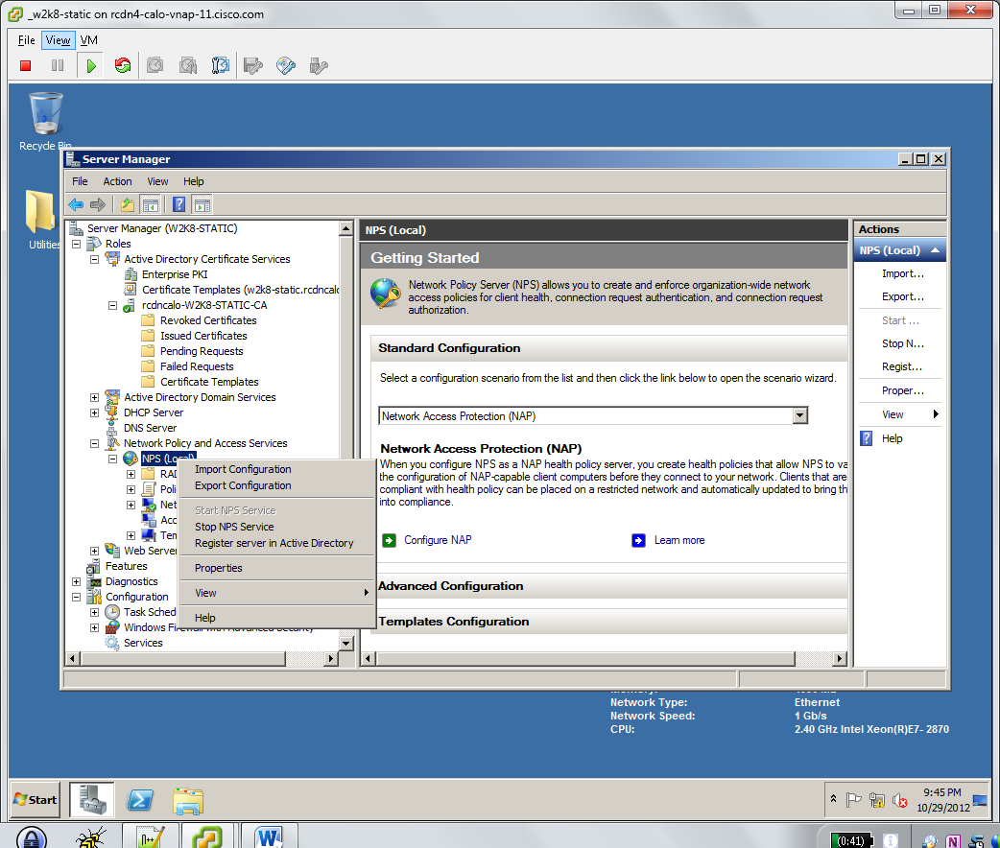 _w2k8-static on rcdn4-calo-vnap-11.cisco.com
File View VM
Recycle Bin
Utilities
Server Manager
File Action View Help
Server Manager (W2K8-STATIC)
Roles
Active Directory Certificate Services
Enterprise PKI
Certificate Templates (w2k8-static.rcdncalo
rcdncalo-W2K8-STATIC-CA
Revoked Certificates
Issued Certificates
Pending Requests
Failed Requests
Certificate Templates
Active Directory Domain Services
DHCP Server
DNS Server
Network Policy and Access Services
NPS (Local)
RAD
Poli
Net
Acc
Tem
Web Server
Features
Diagnostics
Configuration
Task Sched
Windows Firewall with Advanced Security
Services
Import Configuration
Export Configuration
Start NPS Service
Stop NPS Service
Register server in Active Directory
Properties
View
Help
NPS (Local)
Getting Started
Network Policy Server (NPS) allows you to create and enforce organization-wide network
access policies for client health, connection request authentication, and connection request
authorization.
Standard Configuration
Select a configuration scenario from the list and then click the link below to open the scenario wizard.
Network Access Protection (NAP)
Network Access Protection (NAP)
When you configure NPS as a NAP health policy server, you create health policies that allow NPS to va
the configuration of NAP-capable client computers before they connect to your network. Clients that are
compliant with health policy can be placed on a restricted network and automatically updated to bring th
into compliance.
Configure NAP
Learn more
Advanced Configuration
Templates Configuration
Actions
NPS (Local)
Import...
Export...
Start ...
Stop N...
Regist...
Proper...
View
Help
Network Type: Ethernet
Network Speed: 1 Gb/s
CPU: 2.40 GHz Intel Xeon(R)E7- 2870
Start
9:45 PM
10/29/2012
(0:41)